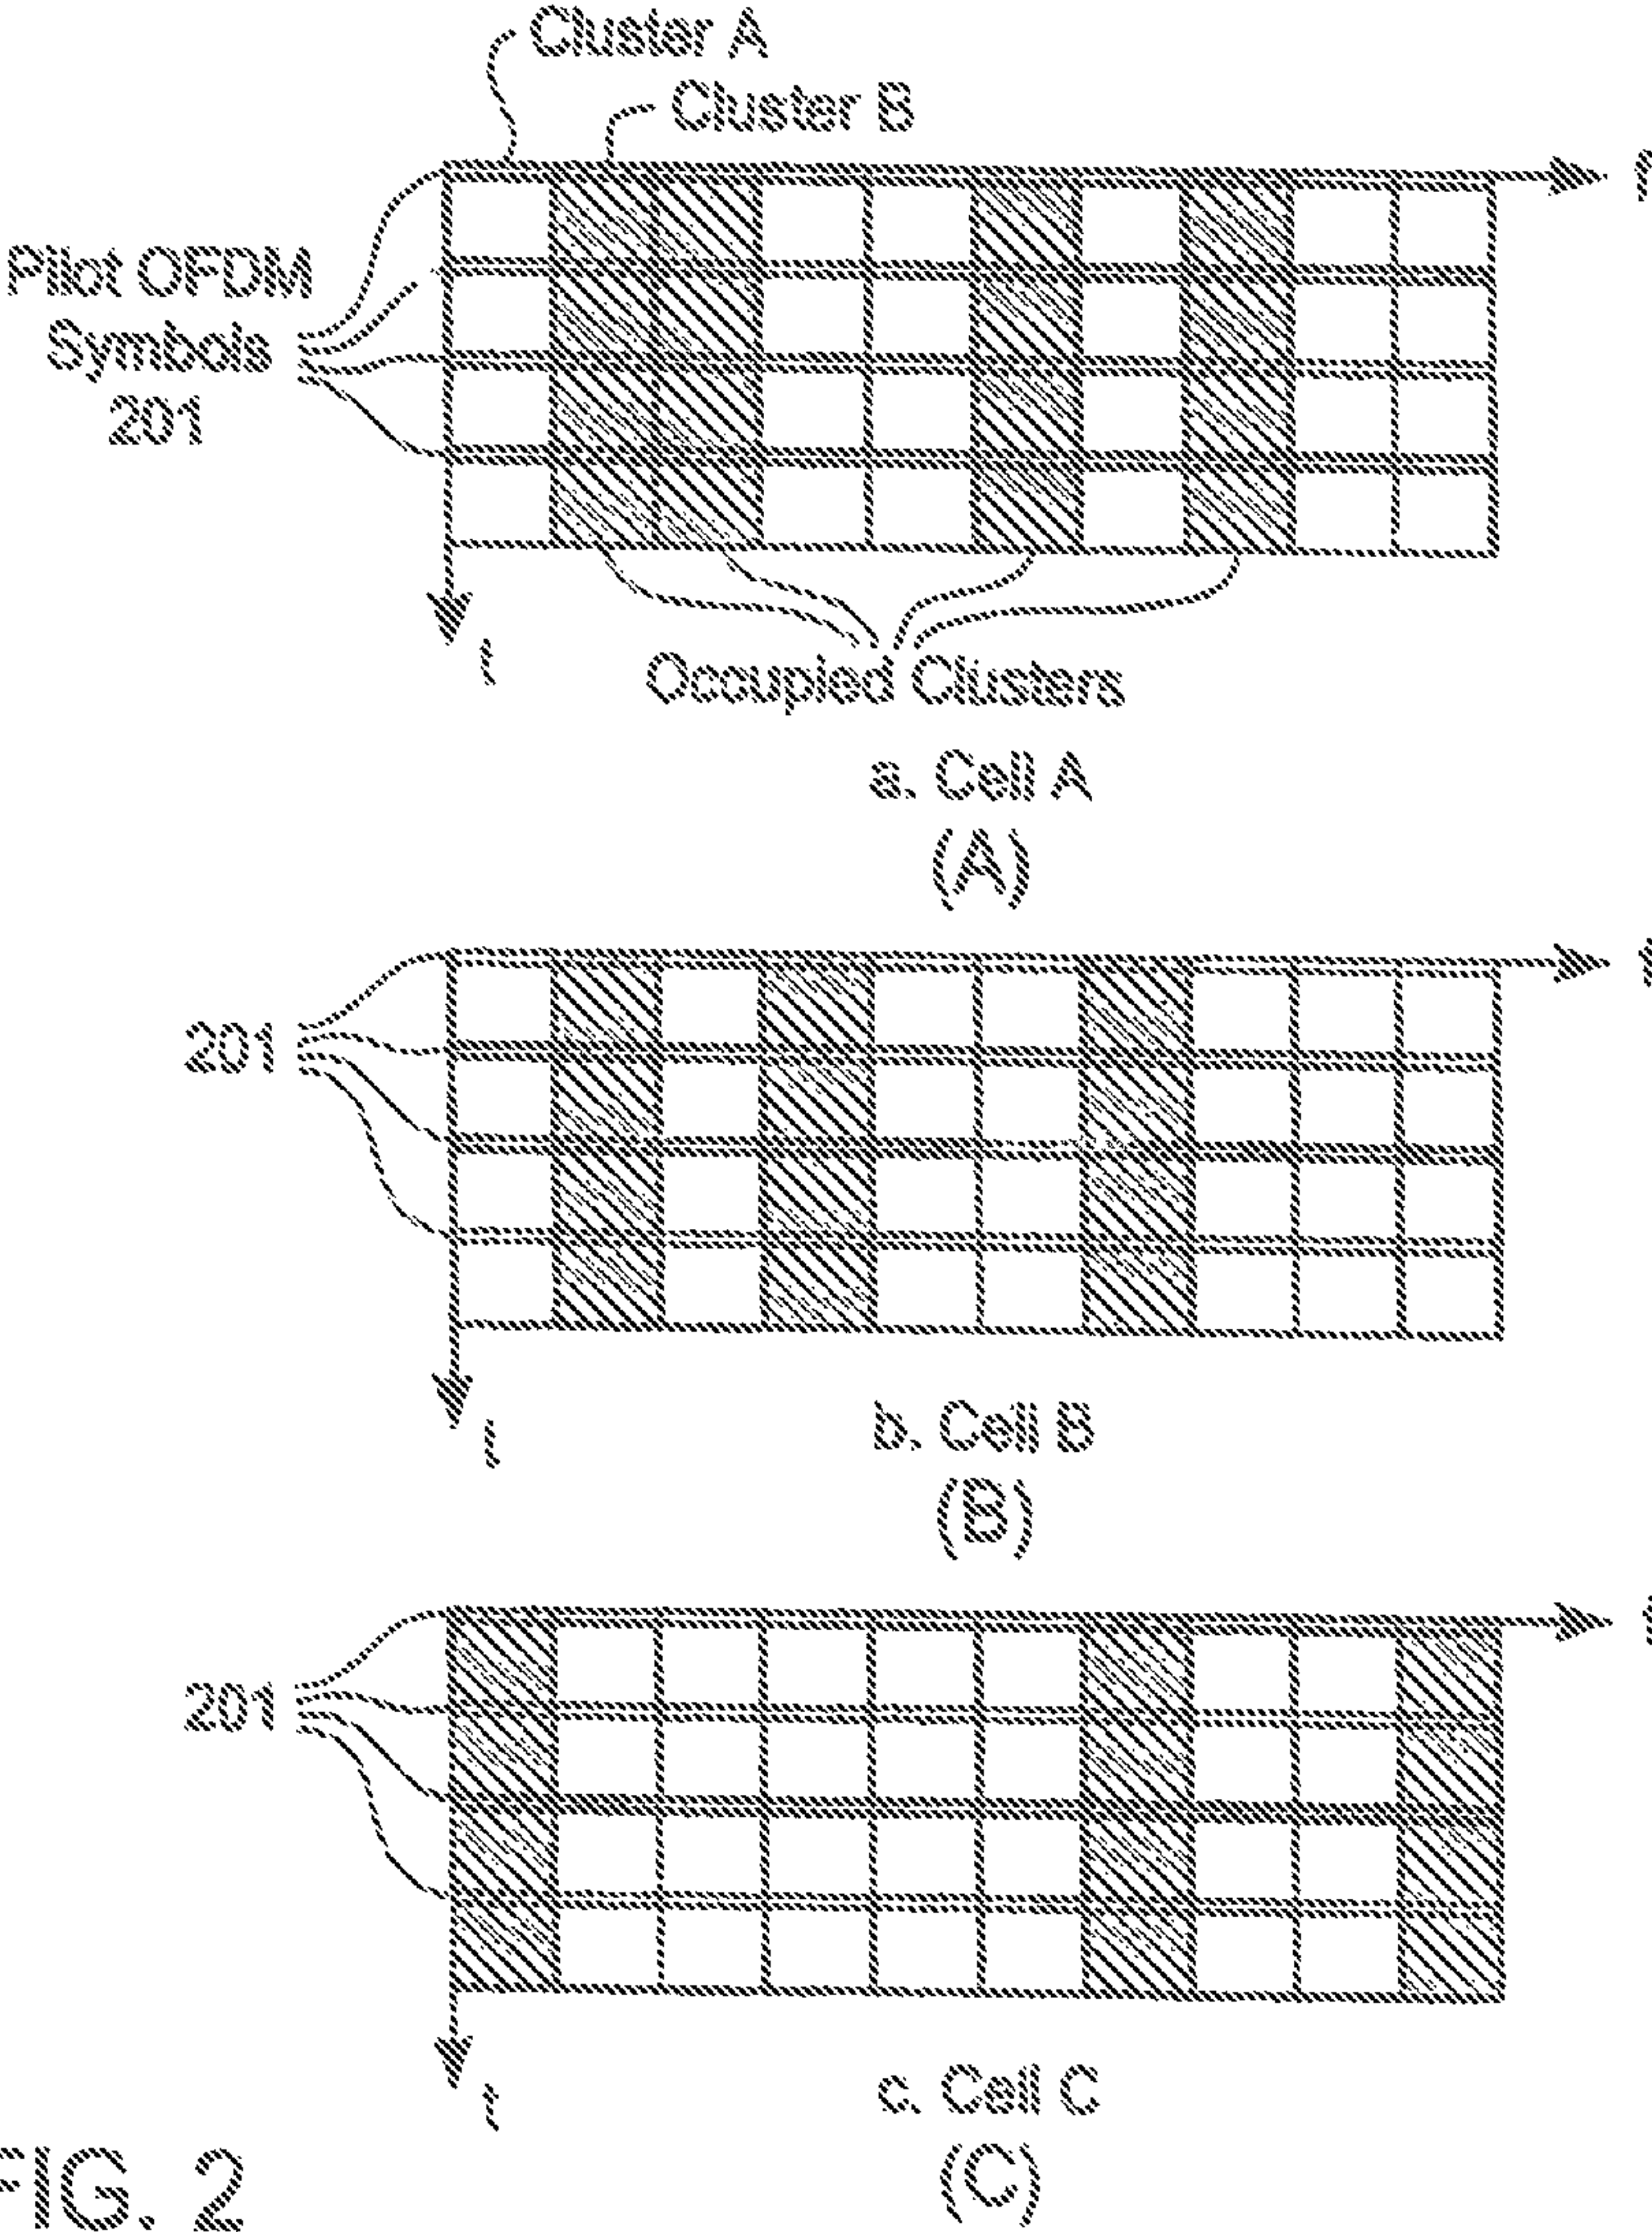 Cluster A
Cluster B
f
Pilot OFDM
Symbols
201
t
Occupied Clusters
a. Cell A
(A)
201
f
t
b. Cell B
(B)
201
f
t
c. Cell C
(C)
FIG. 2